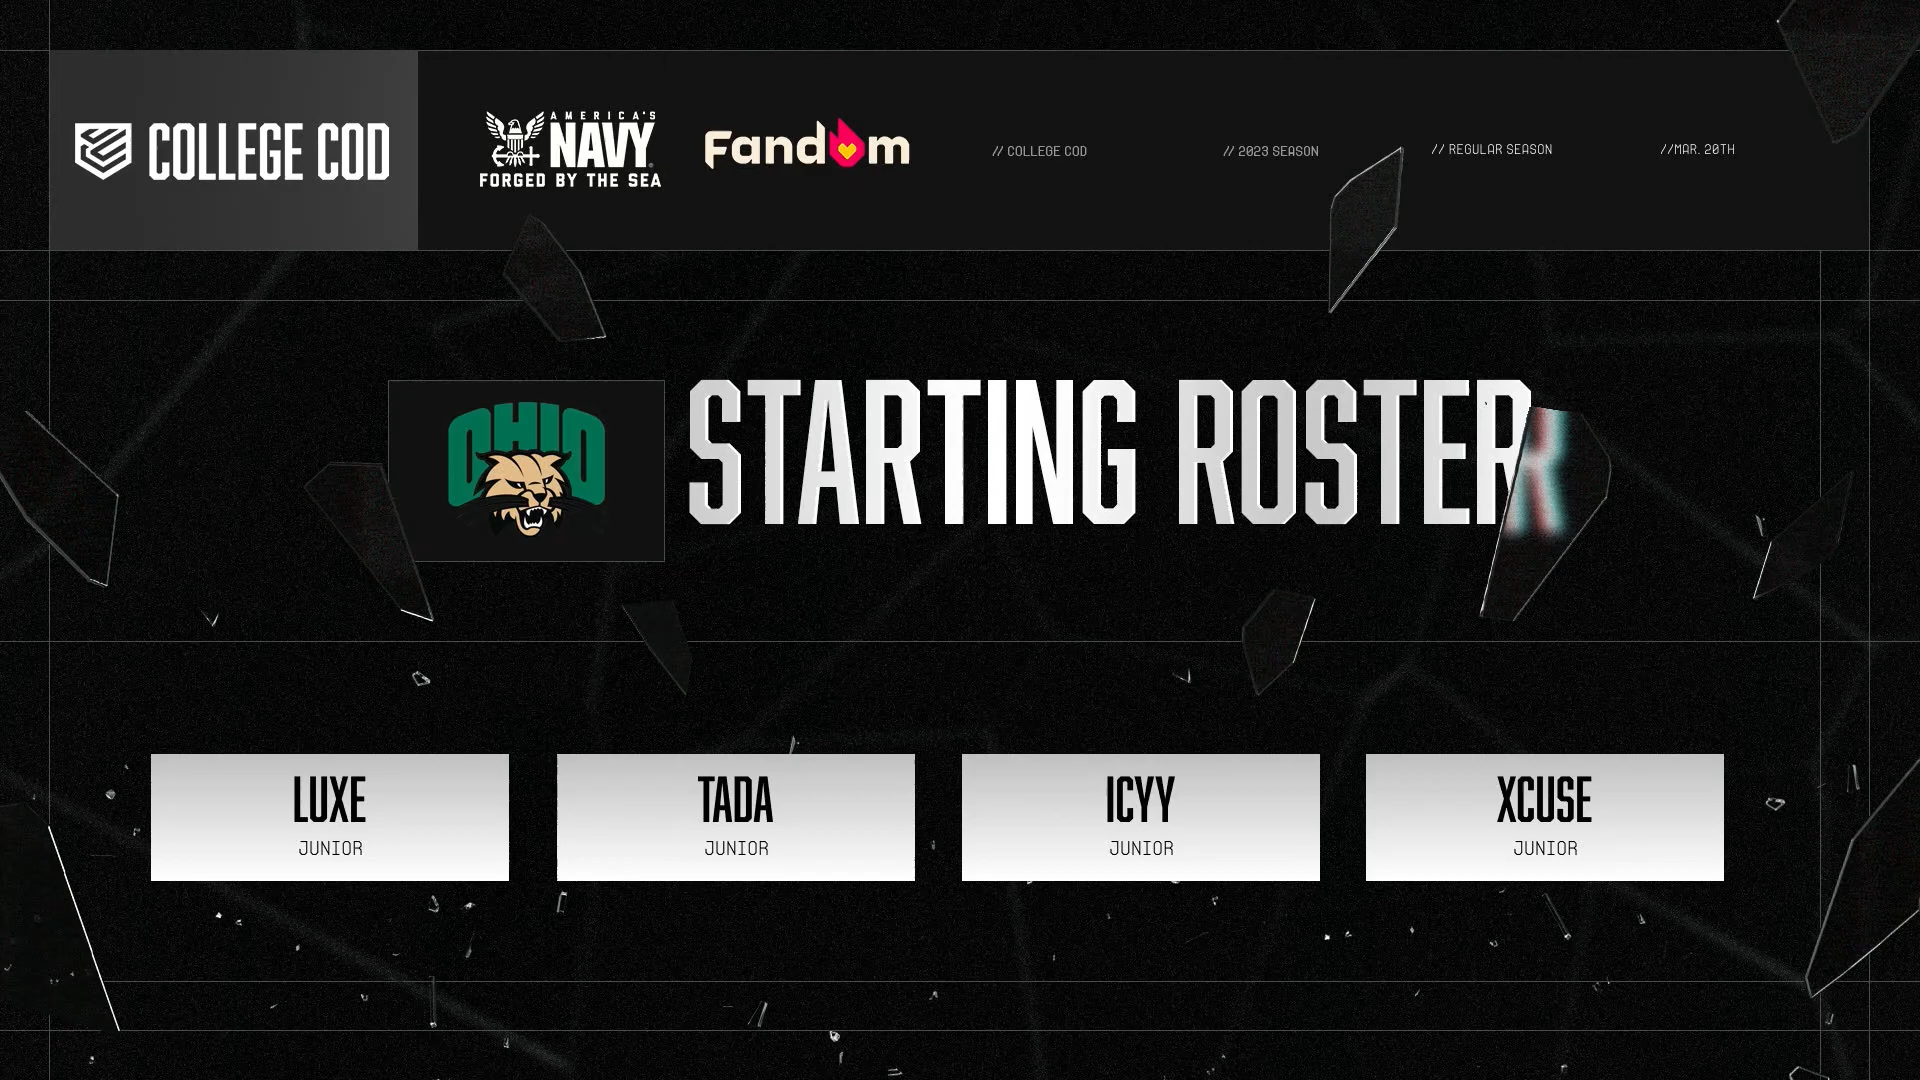 COLLEGE COD
AMERICA'S
NAVY
FORGED BY THE SEA
Fandom
// COLLEGE COD
// 2023 SEASON
// REGULAR SEASON
//MAR. 20TH
OHIO
STARTING ROSTER
LUXE
JUNIOR
TADA
JUNIOR
ICYY
JUNIOR
XCUSE
JUNIOR